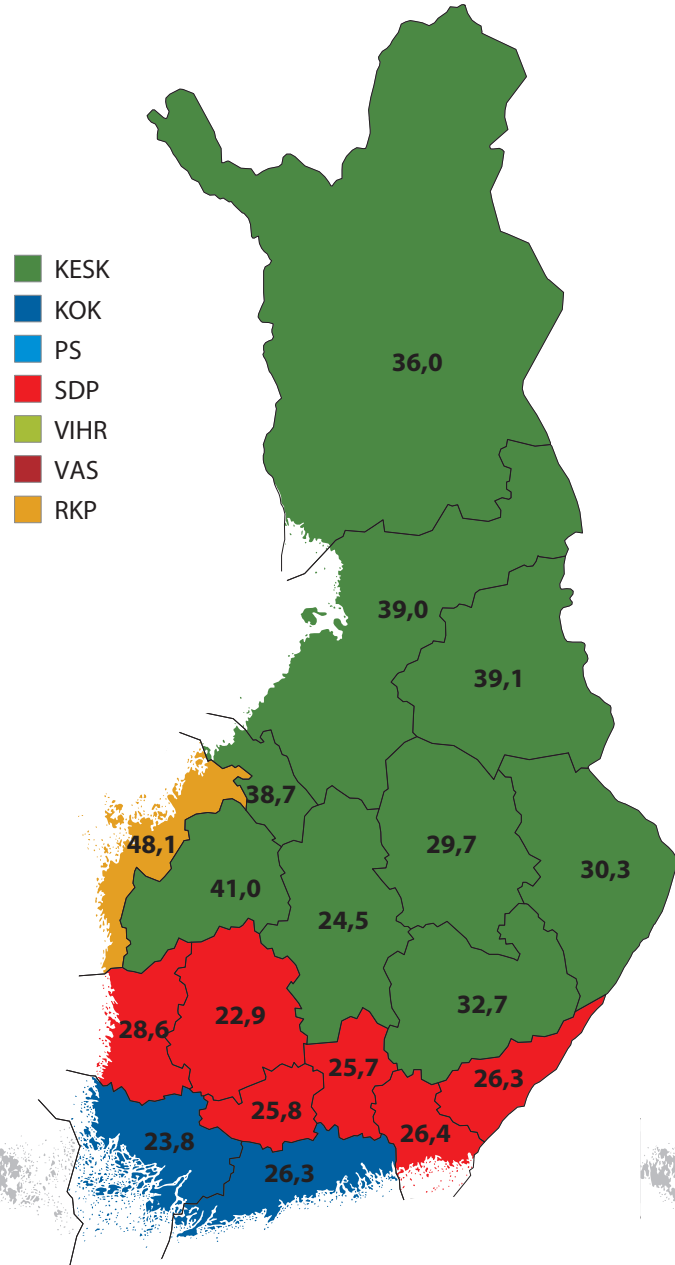 KESK
KOK
PS
SDP
VIHR
VAS
RKP
36,0
39,0
39,1
38,7
48,1
29,7
30,3
41,0
24,5
32,7
28,6
22,9
25,7
26,3
25,8
26,4
23,8
26,3